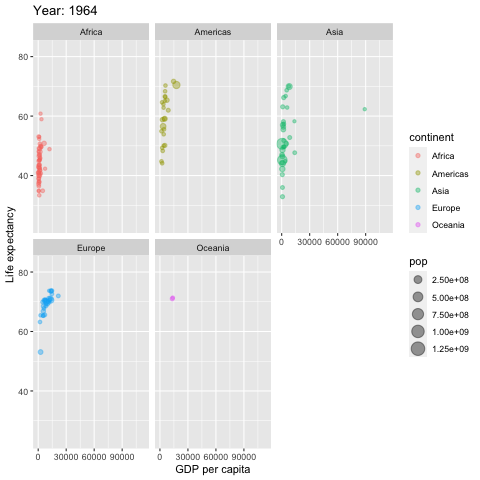 Year: 1964
Africa
Americas
Asia
80
60
40
0 30000 60000 90000
Europe
Oceania
80
60
40
0 30000 60000 90000
0 30000 60000 90000
Life expectancy
GDP per capita
continent
Africa
Americas
Asia
Europe
Oceania
pop
2.50e+08
5.00e+08
7.50e+08
1.00e+09
1.25e+09